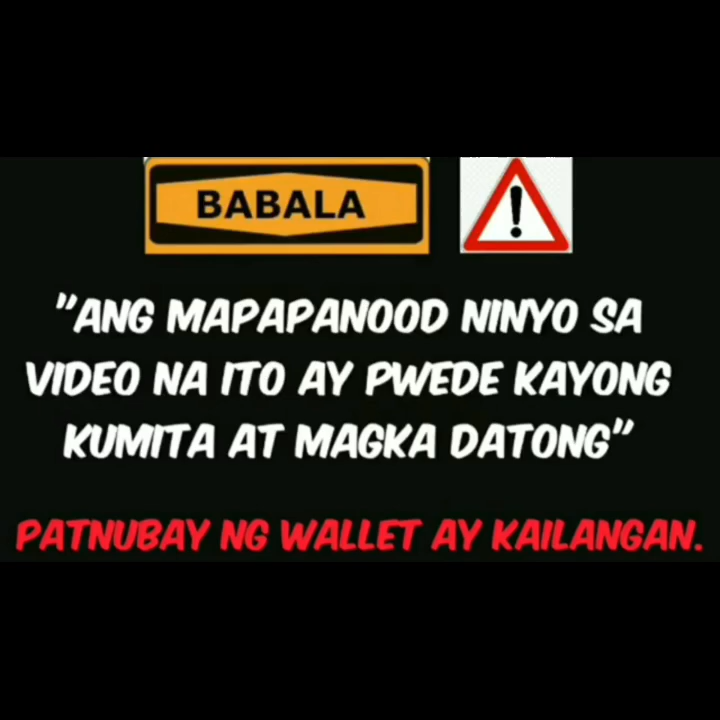 BABALA
"ANG MAPAPANOOD NINYO SA
VIDEO NA ITO AY PWEDE KAYONG
KUMITA AT MAGKA DATONG"
PATNUBAY NG WALLET AY KAILANGAN.